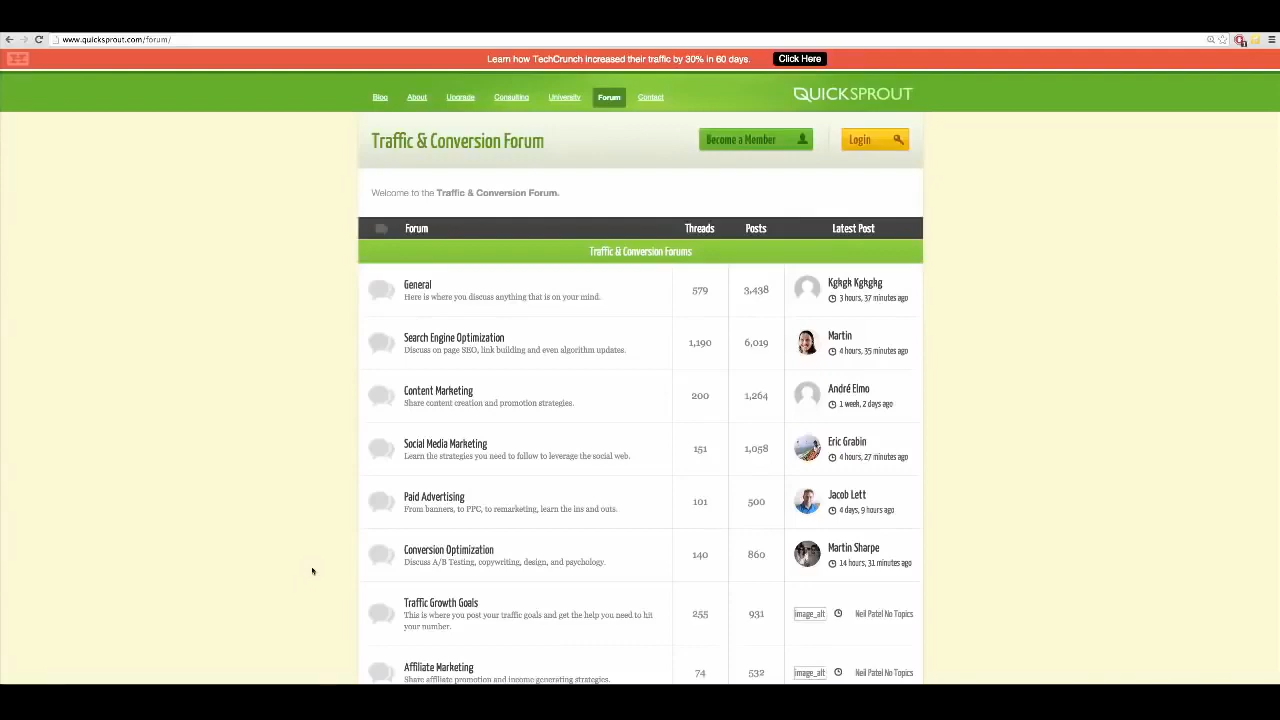 www.quicksprout.com/forum/
Learn how TechCrunch increased their traffic by 30% in 60 days. Click Here
Blog About Upgrade Consulting University Forum Contact QUICKSPROUT
Traffic & Conversion Forum Become a Member Login
Welcome to the Traffic & Conversion Forum.
Forum Threads Posts Latest Post
Traffic & Conversion Forums
General
Here is where you discuss anything that is on your mind.
579 3,438
Kgkgk Kgkgkg
3 hours, 37 minutes ago
Search Engine Optimization
Discuss on page SEO, link building and even algorithm updates.
1,190 6,019
Martin
4 hours, 35 minutes ago
Content Marketing
Share content creation and promotion strategies.
200 1,264
André Elmo
1 week, 2 days ago
Social Media Marketing
Learn the strategies you need to follow to leverage the social web.
151 1,058
Eric Grabin
4 hours, 27 minutes ago
Paid Advertising
From banners, to PPC, to remarketing, learn the ins and outs.
101 500
Jacob Lett
4 days, 9 hours ago
Conversion Optimization
Discuss A/B Testing, copywriting, design, and psychology.
140 860
Martin Sharpe
14 hours, 31 minutes ago
Traffic Growth Goals
This is where you post your traffic goals and get the help you need to hit
your number.
255 931
image_alt Neil Patel No Topics
Affiliate Marketing
Share affiliate promotion and income generating strategies.
74 532
image_alt Neil Patel No Topics